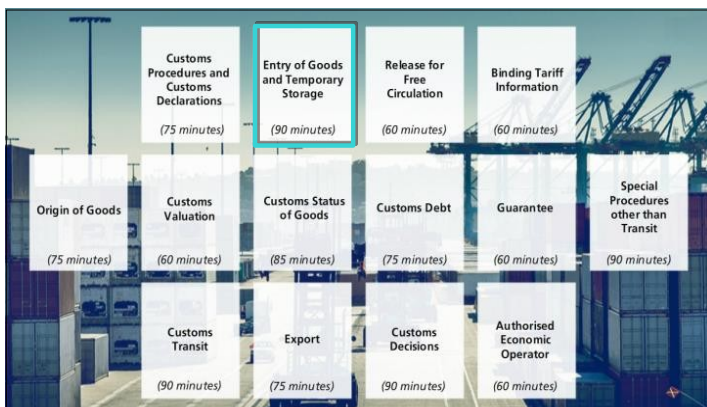 Customs
Procedures and
Customs
Declarations
(75 minutes)
Entry of Goods
and Temporary
Storage
(90 minutes)
Release for
Free
Circulation
(60 minutes)
Binding Tariff
Information
(60 minutes)
Origin of Goods
(75 minutes)
Customs
Valuation
(60 minutes)
Customs Status
of Goods
(85 minutes)
Customs Debt
(75 minutes)
Guarantee
(60 minutes)
Special
Procedures
other than
Transit
(90 minutes)
Customs
Transit
(90 minutes)
Export
(75 minutes)
Customs
Decisions
(90 minutes)
Authorised
Economic
Operator
(60 minutes)